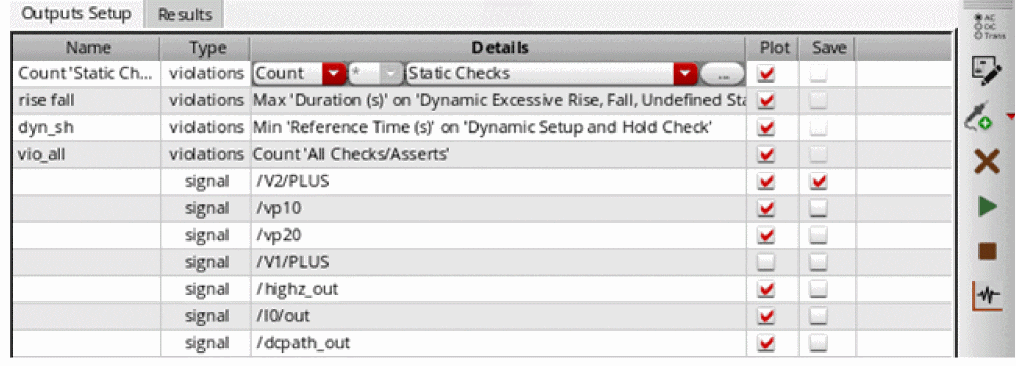 Outputs Setup Results
Name Type Details Plot Save
Count 'Static Ch... violations Count * Static Checks ...
rise fall violations Max 'Duration (s)' on 'Dynamic Excessive Rise, Fall, Undefined Sta
dyn_sh violations Min 'Reference Time (s)' on 'Dynamic Setup and Hold Check'
vio_all violations Count 'All Checks/Asserts'
signal /V2/PLUS
signal /vp10
signal /vp20
signal /V1/PLUS
signal /highz_out
signal /I0/out
signal /dcpath_out
AC
DC
Trans